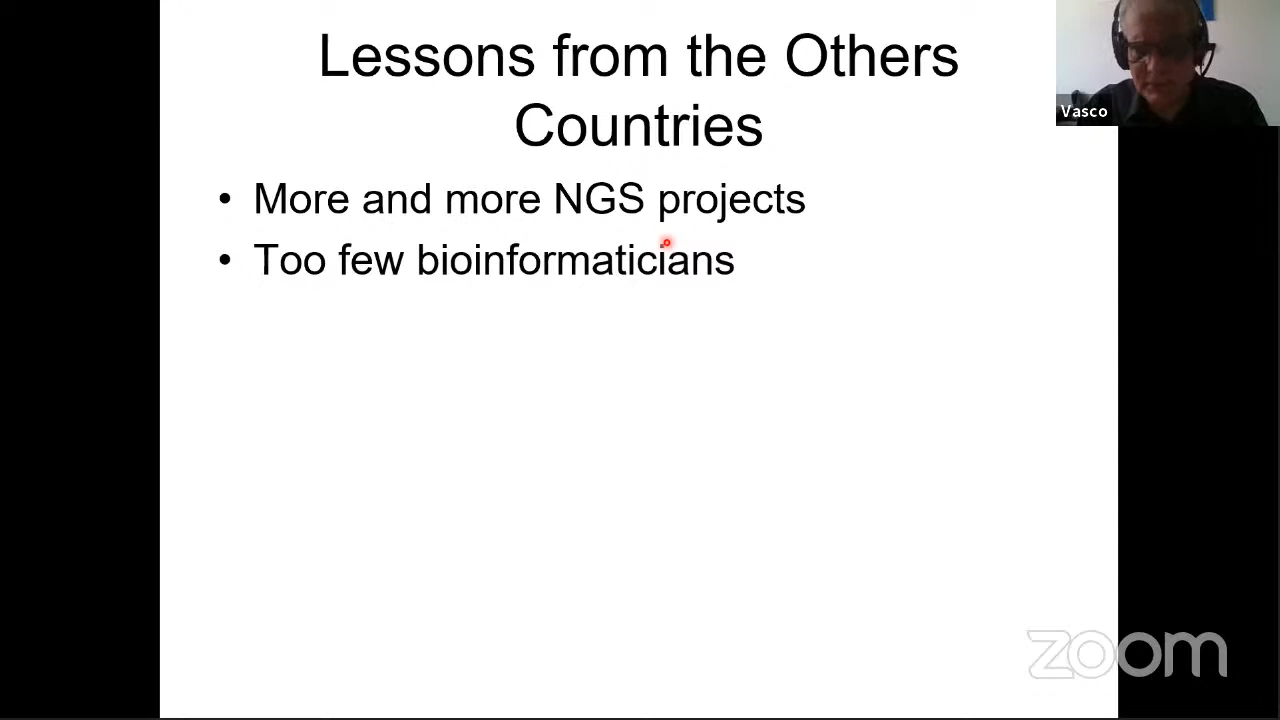 Lessons from the Others
Countries
• More and more NGS projects
• Too few bioinformaticians
Vasco
zoom